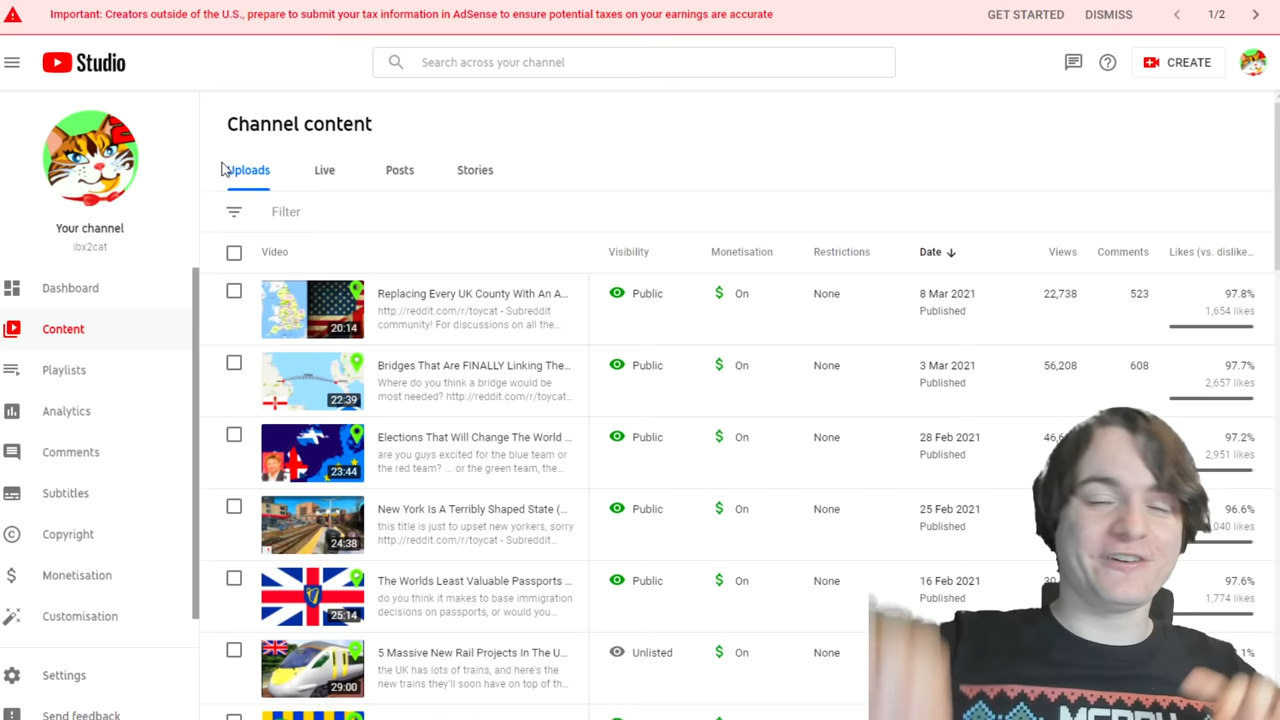 Important: Creators outside of the U.S., prepare to submit your tax information in AdSense to ensure potential taxes on your earnings are accurate
GET STARTED
DISMISS
1/2
Studio
Search across your channel
CREATE
Your channel
ibx2cat
Dashboard
Content
Playlists
Analytics
Comments
Subtitles
Copyright
Monetisation
Customisation
Settings
Send feedback
Channel content
Uploads Live Posts Stories
Filter
Video Visibility Monetisation Restrictions Date Views Comments Likes (vs. dislike...
20:14
Replacing Every UK County With An A... Public On None 8 Mar 2021 22,738 523 97.8%
http://reddit.com/r/toycat - Subreddit Published 1,654 likes
community! For discussions on all the...
22:39
Bridges That Are FINALLY Linking The... Public On None 3 Mar 2021 56,208 608 97.7%
Where do you think a bridge would be Published 2,657 likes
most needed? http://reddit.com/r/toycat...
23:44
Elections That Will Change The World ... Public On None 28 Feb 2021 97.2%
are you guys excited for the blue team or Published 2,951 likes
the red team? ... or the green team, the...
24:38
New York Is A Terribly Shaped State (... Public On None 25 Feb 2021 96.6%
this title is just to upset new yorkers, sorry Published likes
http://reddit.com/r/toycat - Subreddit...
25:14
The Worlds Least Valuable Passports ... Public On None 16 Feb 2021 97.6%
do you think it makes to base immigration Published 1,774 likes
decisions on passports, or would you...
29:00
5 Massive New Rail Projects In The U... Unlisted On None
the UK has lots of trains, and here's the
new trains they'll soon have on top of th...